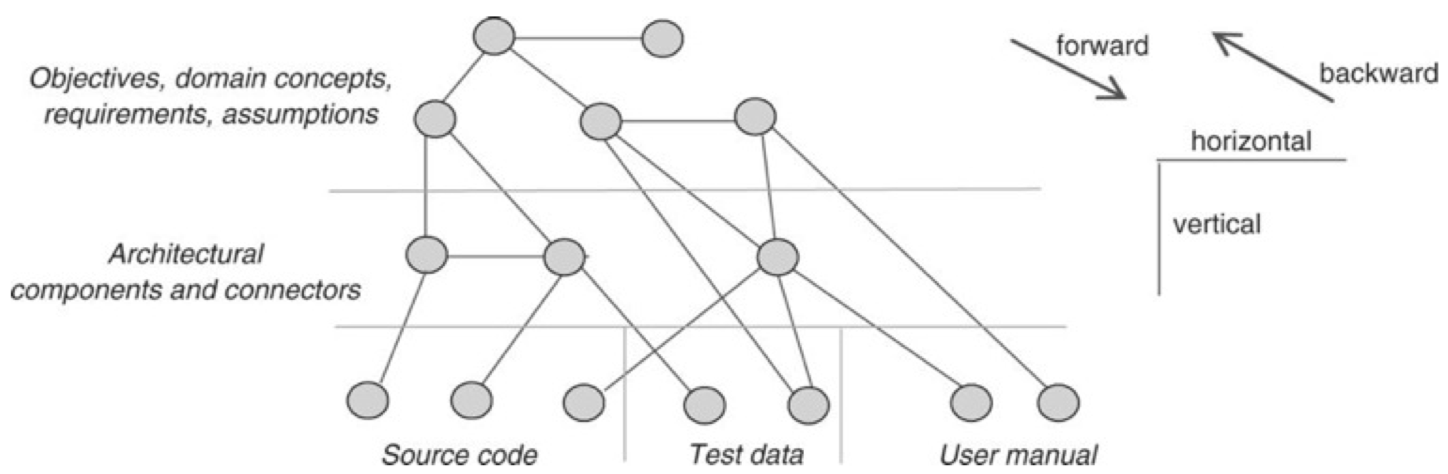 Objectives, domain concepts,
requirements, assumptions
forward
backward
horizontal
vertical
Architectural
components and connectors
Source code
Test data
User manual